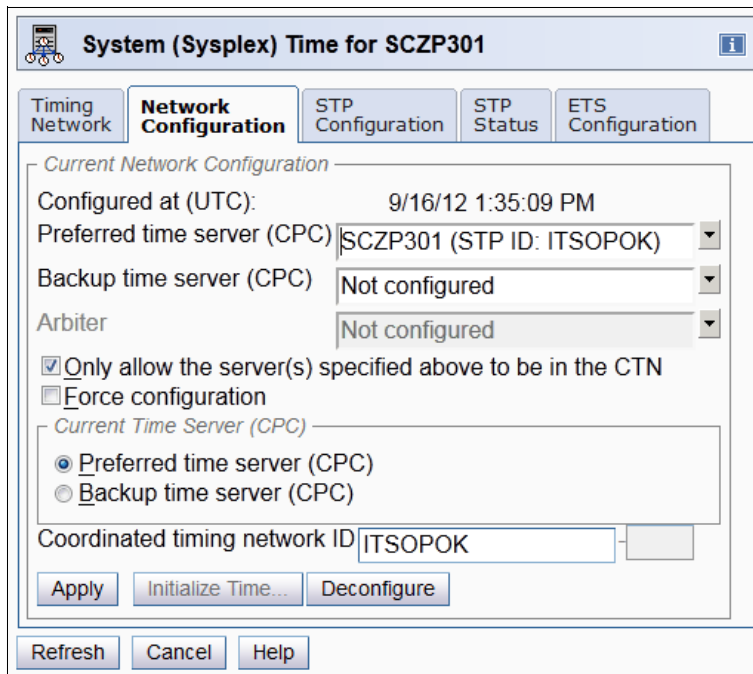 System (Sysplex) Time for SCZP301
i
Timing Network
Network Configuration
STP Configuration
STP Status
ETS Configuration
Current Network Configuration
Configured at (UTC): 9/16/12 1:35:09 PM
Preferred time server (CPC) SCZP301 (STP ID: ITSOPOK)
Backup time server (CPC) Not configured
Arbiter Not configured
Only allow the server(s) specified above to be in the CTN
Force configuration
Current Time Server (CPC)
Preferred time server (CPC)
Backup time server (CPC)
Coordinated timing network ID ITSOPOK -
Apply Initialize Time... Deconfigure
Refresh Cancel Help